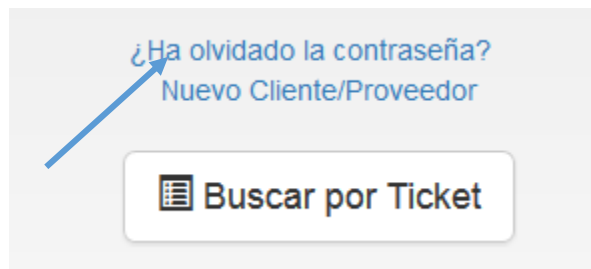 ¿Ha olvidado la contraseña?
Nuevo Cliente/Proveedor
Buscar por Ticket